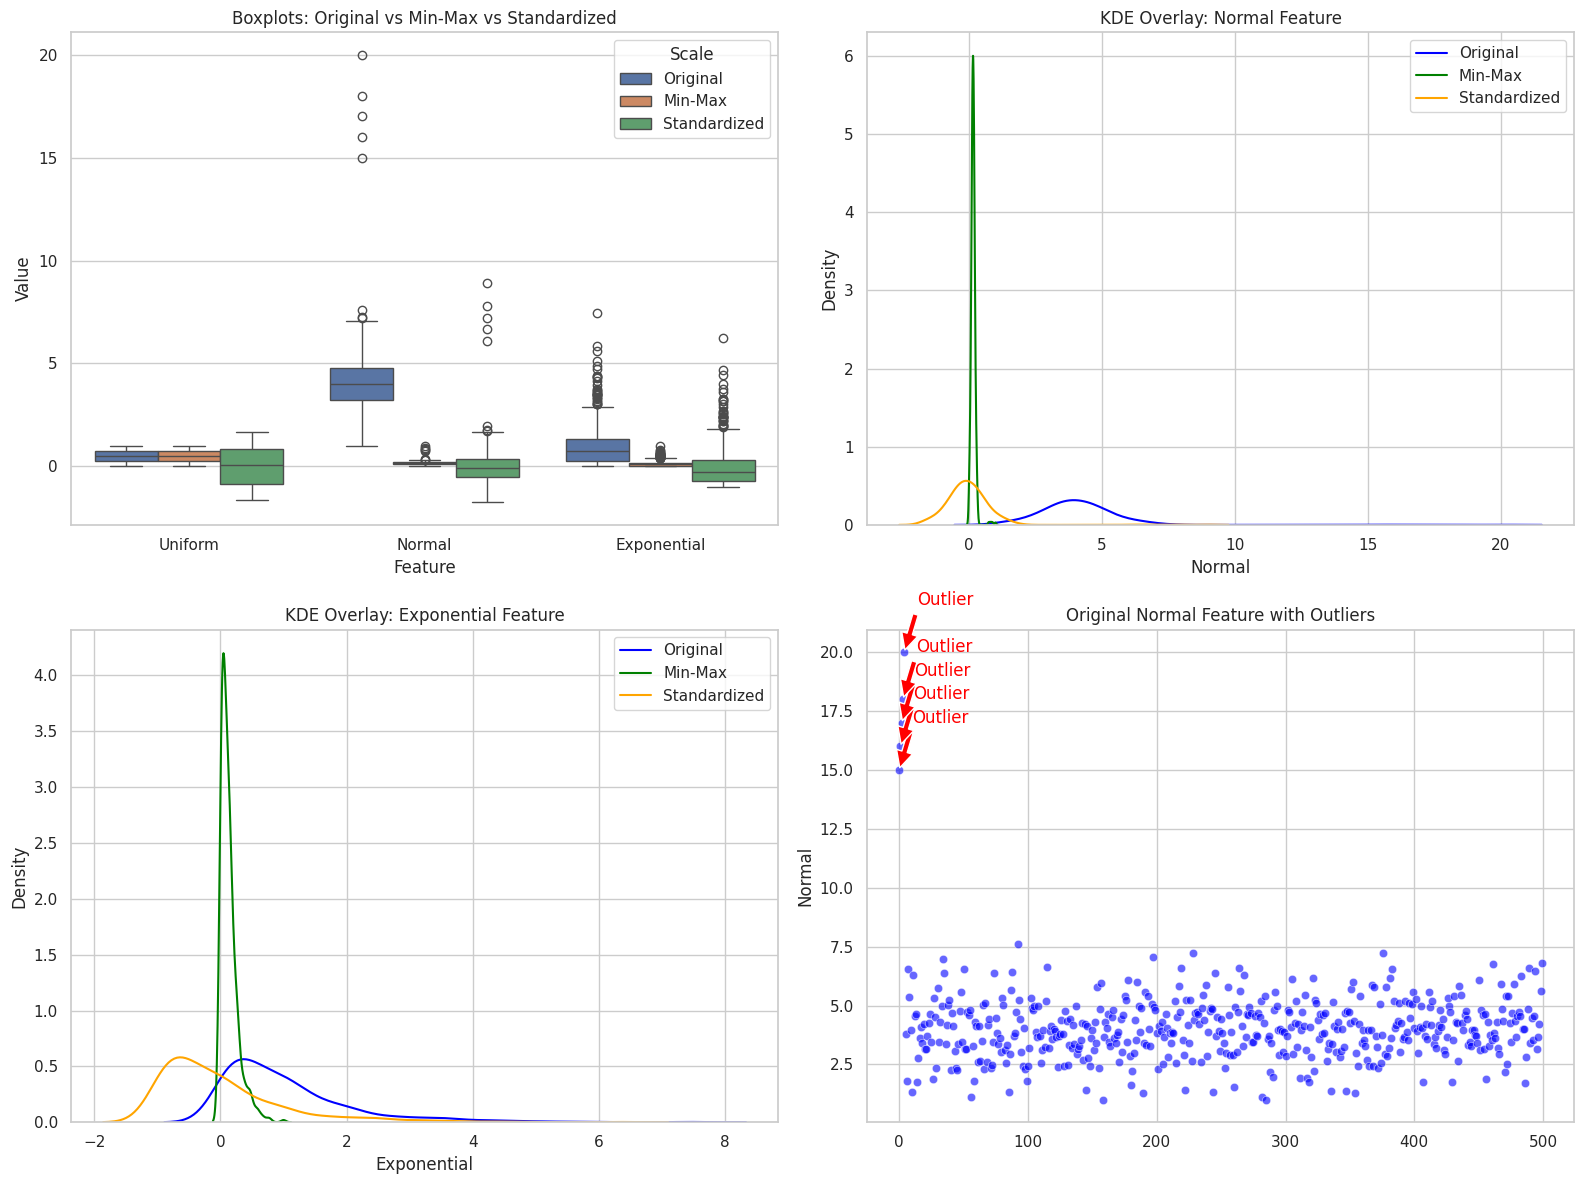 Boxplots: Original vs Min-Max vs Standardized
Scale
Original
Min-Max
Standardized
Value
20
15
10
5
0
Uniform
Normal
Exponential
Feature
KDE Overlay: Normal Feature
Original
Min-Max
Standardized
Density
6
5
4
3
2
1
0
0
5
10
15
20
Normal
KDE Overlay: Exponential Feature
Original
Min-Max
Standardized
Density
4.0
3.5
3.0
2.5
2.0
1.5
1.0
0.5
0.0
−2
0
2
4
6
8
Exponential
Original Normal Feature with Outliers
Outlier
Outlier
Outlier
Outlier
Outlier
Normal
20.0
17.5
15.0
12.5
10.0
7.5
5.0
2.5
0
100
200
300
400
500